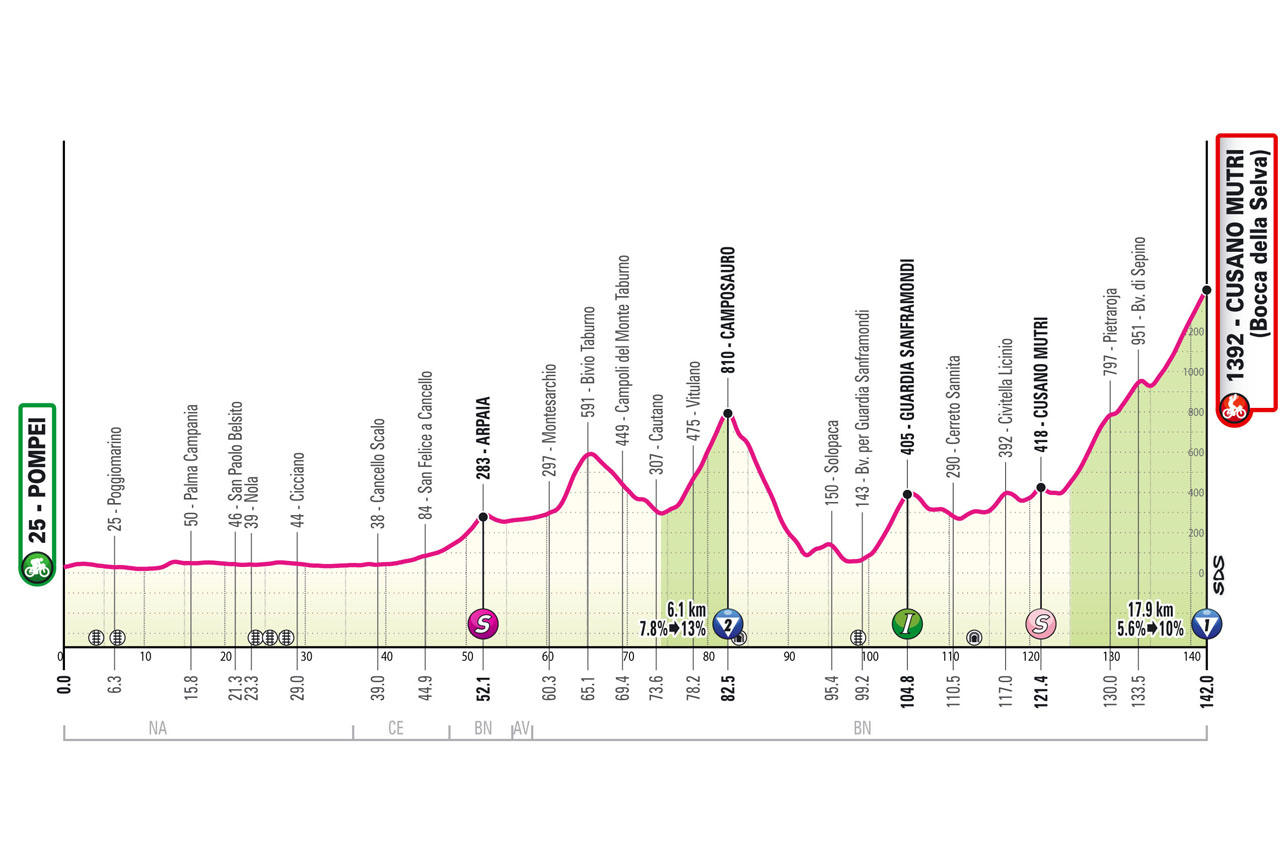 25 - POMPEI
25 - Poggiomarino
50 - Palma Campania
46 - San Paolo Belsito
39 - Nola
44 - Cicciano
38 - Cancello Scalo
84 - San Felice a Cancello
283 - ARPAIA
297 - Montesarchio
591 - Bivio Taburno
449 - Campoli del Monte Taburno
307 - Cautano
475 - Vitulano
810 - CAMPOSAURO
150 - Solopaca
143 - Bv. per Guardia Sanframondi
405 - GUARDIA SANFRAMONDI
290 - Cerreto Sannita
392 - Civitella Licinio
418 - CUSANO MUTRI
797 - Pietraroja
951 - Bv. di Sepino
1392 - CUSANO MUTRI
(Bocca della Selva)
1200
1000
800
600
400
200
0
SDS
S
6.1 km
7.8% 13%
2
I
S
17.9 km
5.6% 10%
1
0 10 20 30 40 50 60 70 80 90 100 110 120 130 140
0.0 6.3 15.8 21.3 23.3 29.0 39.0 44.9 52.1 60.3 65.1 69.4 73.6 78.2 82.5 95.4 99.2 104.8 110.5 117.0 121.4 130.0 133.5 142.0
NA CE BN AV BN